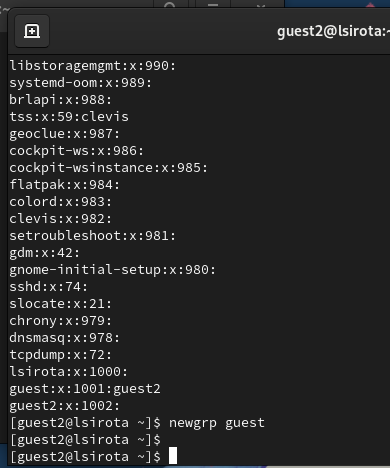 guest2@lsirota:~
libstoragemgmt:x:990:
systemd-oom:x:989:
brlapi:x:988:
tss:x:59:clevis
geoclue:x:987:
cockpit-ws:x:986:
cockpit-wsinstance:x:985:
flatpak:x:984:
colord:x:983:
clevis:x:982:
setroubleshoot:x:981:
gdm:x:42:
gnome-initial-setup:x:980:
sshd:x:74:
slocate:x:21:
chrony:x:979:
dnsmasq:x:978:
tcpdump:x:72:
lsirota:x:1000:
guest:x:1001:guest2
guest2:x:1002:
[guest2@lsirota ~]$ newgrp guest
[guest2@lsirota ~]$
[guest2@lsirota ~]$